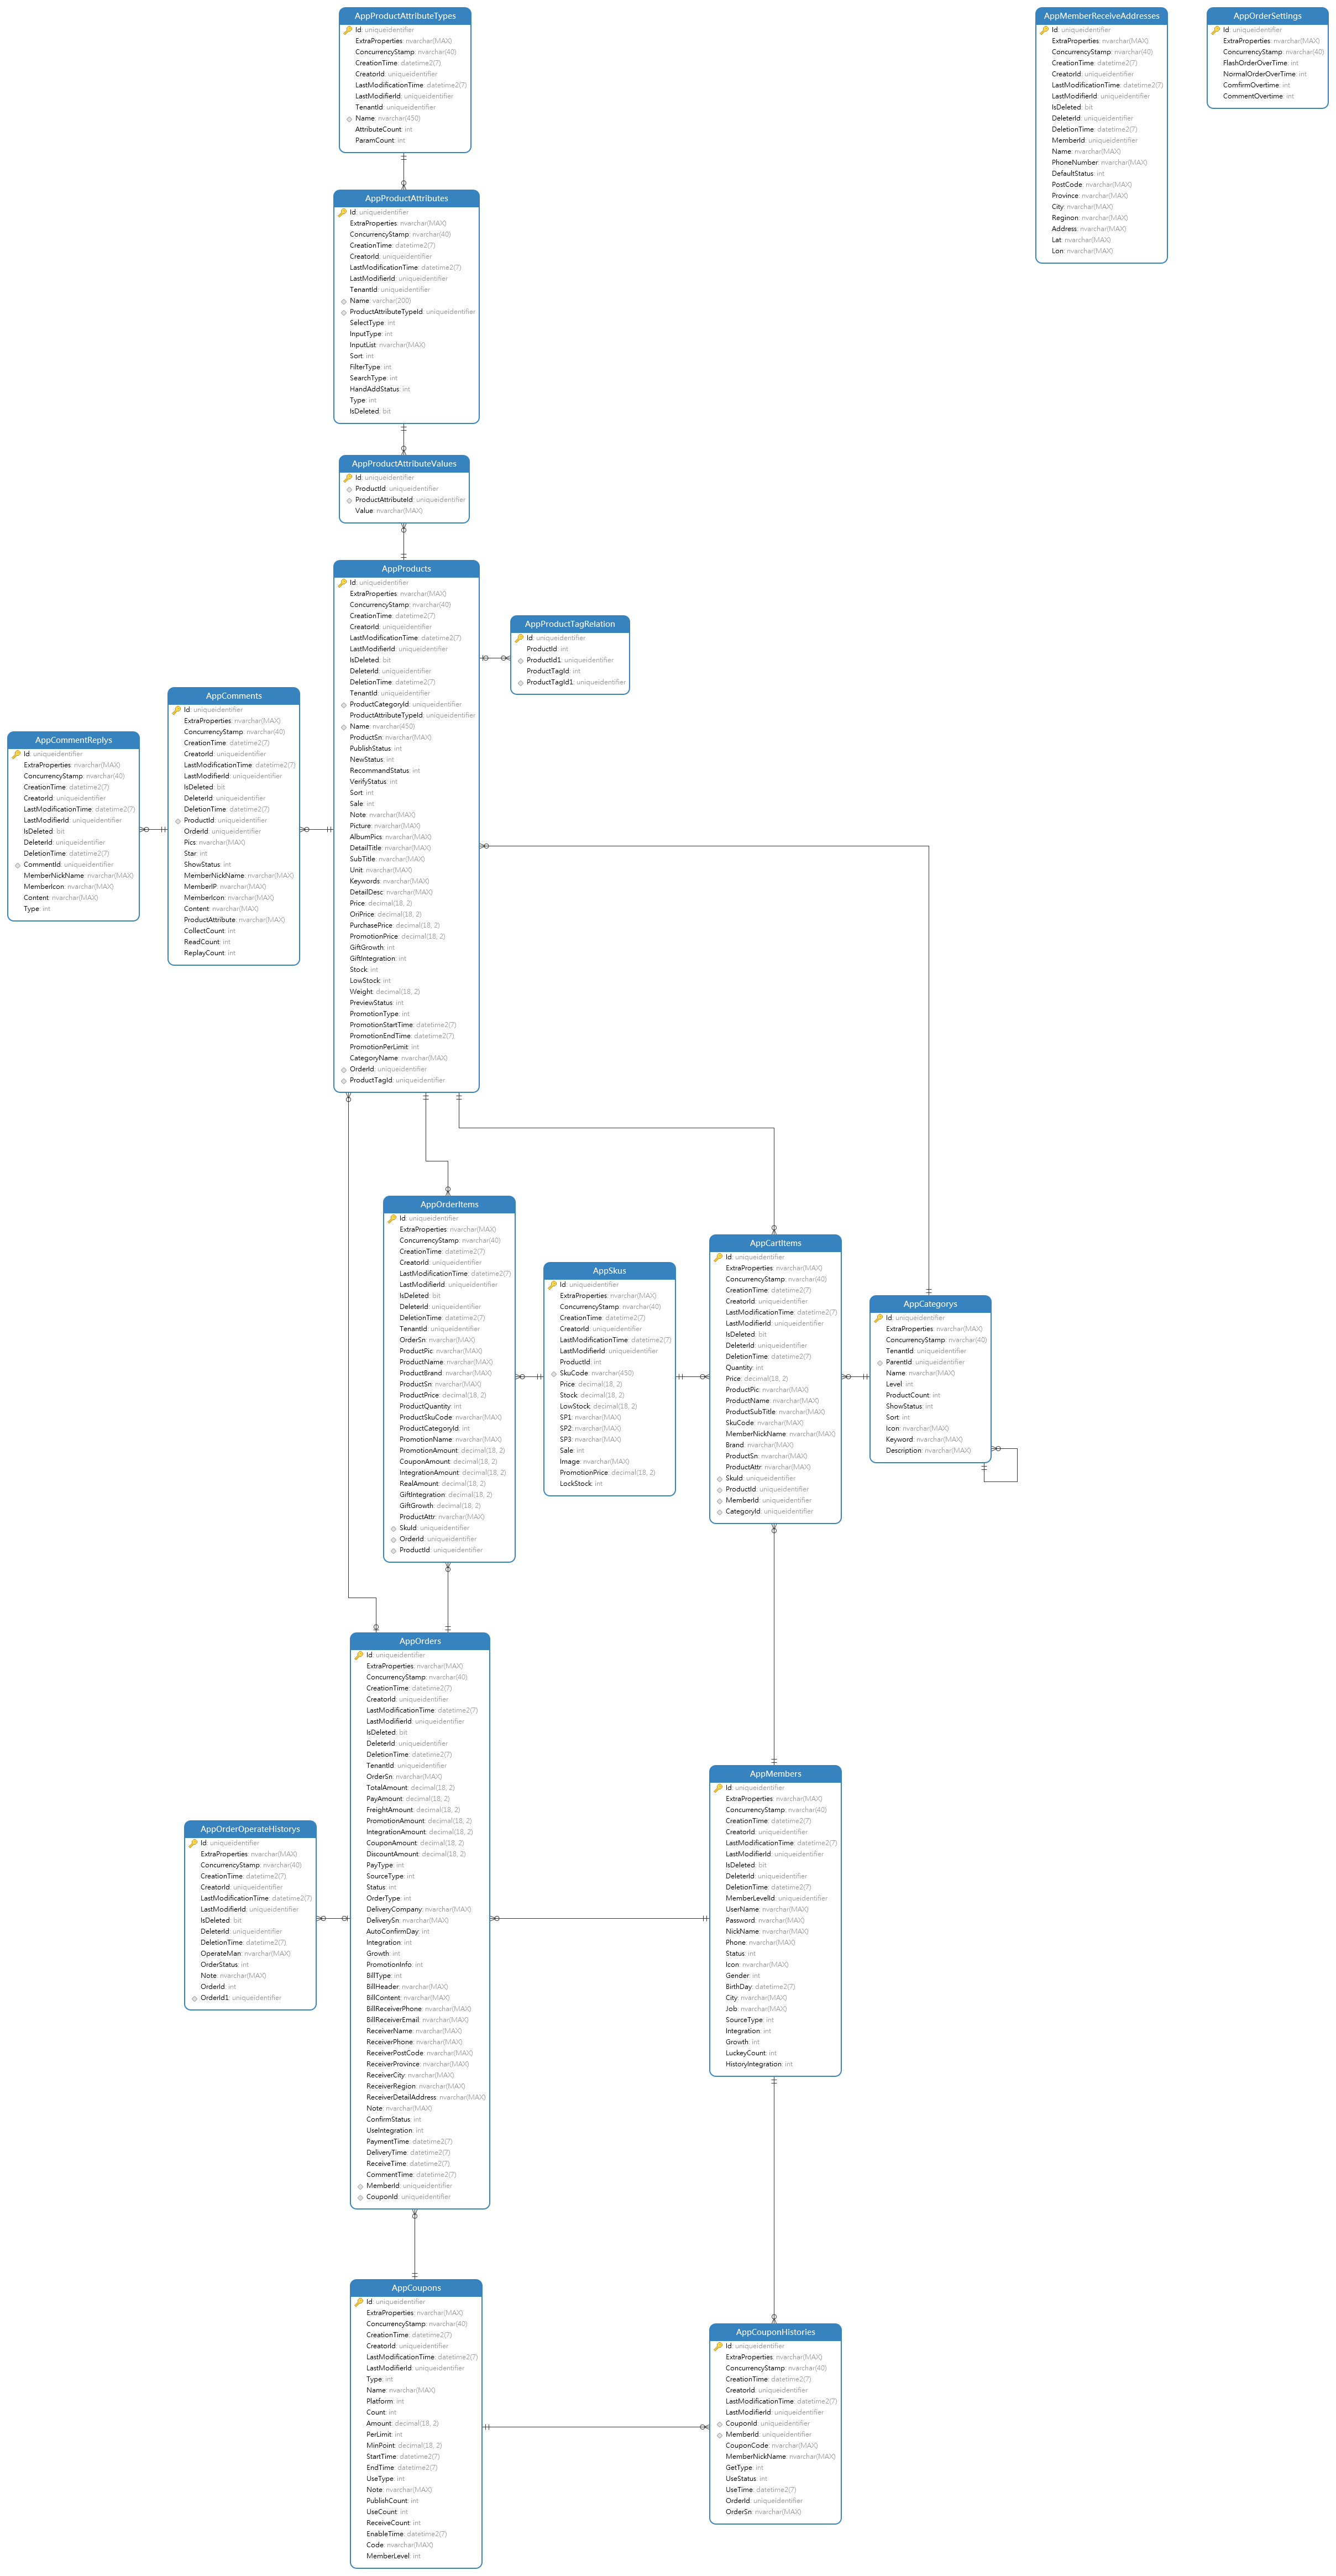 AppProductAttributeTypes
Id: uniqueidentifier
ExtraProperties: nvarchar(MAX)
ConcurrencyStamp: nvarchar(40)
CreationTime: datetime2(7)
CreatorId: uniqueidentifier
LastModificationTime: datetime2(7)
LastModifierId: uniqueidentifier
TenantId: uniqueidentifier
Name: nvarchar(450)
AttributeCount: int
ParamCount: int
AppMemberReceiveAddresses
Id: uniqueidentifier
ExtraProperties: nvarchar(MAX)
ConcurrencyStamp: nvarchar(40)
CreationTime: datetime2(7)
CreatorId: uniqueidentifier
LastModificationTime: datetime2(7)
LastModifierId: uniqueidentifier
IsDeleted: bit
DeleterId: uniqueidentifier
DeletionTime: datetime2(7)
MemberId: uniqueidentifier
Name: nvarchar(MAX)
PhoneNumber: nvarchar(MAX)
DefaultStatus: int
PostCode: nvarchar(MAX)
Province: nvarchar(MAX)
City: nvarchar(MAX)
Reginon: nvarchar(MAX)
Address: nvarchar(MAX)
Lat: nvarchar(MAX)
Lon: nvarchar(MAX)
AppOrderSettings
Id: uniqueidentifier
ExtraProperties: nvarchar(MAX)
ConcurrencyStamp: nvarchar(40)
FlashOrderOverTime: int
NormalOrderOverTime: int
ComfirmOvertime: int
CommentOvertime: int
AppProductAttributes
Id: uniqueidentifier
ExtraProperties: nvarchar(MAX)
ConcurrencyStamp: nvarchar(40)
CreationTime: datetime2(7)
CreatorId: uniqueidentifier
LastModificationTime: datetime2(7)
LastModifierId: uniqueidentifier
TenantId: uniqueidentifier
Name: varchar(200)
ProductAttributeTypeId: uniqueidentifier
SelectType: int
InputType: int
InputList: nvarchar(MAX)
Sort: int
FilterType: int
SearchType: int
HandAddStatus: int
Type: int
IsDeleted: bit
AppProductAttributeValues
Id: uniqueidentifier
ProductId: uniqueidentifier
ProductAttributeId: uniqueidentifier
Value: nvarchar(MAX)
AppProducts
Id: uniqueidentifier
ExtraProperties: nvarchar(MAX)
ConcurrencyStamp: nvarchar(40)
CreationTime: datetime2(7)
CreatorId: uniqueidentifier
LastModificationTime: datetime2(7)
LastModifierId: uniqueidentifier
IsDeleted: bit
DeleterId: uniqueidentifier
DeletionTime: datetime2(7)
TenantId: uniqueidentifier
ProductCategoryId: uniqueidentifier
ProductAttributeTypeId: uniqueidentifier
Name: nvarchar(450)
ProductSn: nvarchar(MAX)
PublishStatus: int
NewStatus: int
RecommandStatus: int
VerifyStatus: int
Sort: int
Sale: int
Note: nvarchar(MAX)
Picture: nvarchar(MAX)
AlbumPics: nvarchar(MAX)
DetailTitle: nvarchar(MAX)
SubTitle: nvarchar(MAX)
Unit: nvarchar(MAX)
Keywords: nvarchar(MAX)
DetailDesc: nvarchar(MAX)
Price: decimal(18, 2)
OriPrice: decimal(18, 2)
PurchasePrice: decimal(18, 2)
PromotionPrice: decimal(18, 2)
GiftGrowth: int
GiftIntegration: int
Stock: int
LowStock: int
Weight: decimal(18, 2)
PreviewStatus: int
PromotionType: int
PromotionStartTime: datetime2(7)
PromotionEndTime: datetime2(7)
PromotionPerLimit: int
CategoryName: nvarchar(MAX)
OrderId: uniqueidentifier
ProductTagId: uniqueidentifier
AppProductTagRelation
Id: uniqueidentifier
ProductId: int
ProductId1: uniqueidentifier
ProductTagId: int
ProductTagId1: uniqueidentifier
AppComments
Id: uniqueidentifier
ExtraProperties: nvarchar(MAX)
ConcurrencyStamp: nvarchar(40)
CreationTime: datetime2(7)
CreatorId: uniqueidentifier
LastModificationTime: datetime2(7)
LastModifierId: uniqueidentifier
IsDeleted: bit
DeleterId: uniqueidentifier
DeletionTime: datetime2(7)
ProductId: uniqueidentifier
OrderId: uniqueidentifier
Pics: nvarchar(MAX)
Star: int
ShowStatus: int
MemberNickName: nvarchar(MAX)
MemberIP: nvarchar(MAX)
MemberIcon: nvarchar(MAX)
Content: nvarchar(MAX)
ProductAttribute: nvarchar(MAX)
CollectCount: int
ReadCount: int
ReplayCount: int
AppCommentReplys
Id: uniqueidentifier
ExtraProperties: nvarchar(MAX)
ConcurrencyStamp: nvarchar(40)
CreationTime: datetime2(7)
CreatorId: uniqueidentifier
LastModificationTime: datetime2(7)
LastModifierId: uniqueidentifier
IsDeleted: bit
DeleterId: uniqueidentifier
DeletionTime: datetime2(7)
CommentId: uniqueidentifier
MemberNickName: nvarchar(MAX)
MemberIcon: nvarchar(MAX)
Content: nvarchar(MAX)
Type: int
AppOrderItems
Id: uniqueidentifier
ExtraProperties: nvarchar(MAX)
ConcurrencyStamp: nvarchar(40)
CreationTime: datetime2(7)
CreatorId: uniqueidentifier
LastModificationTime: datetime2(7)
LastModifierId: uniqueidentifier
IsDeleted: bit
DeleterId: uniqueidentifier
DeletionTime: datetime2(7)
TenantId: uniqueidentifier
OrderSn: nvarchar(MAX)
ProductPic: nvarchar(MAX)
ProductName: nvarchar(MAX)
ProductBrand: nvarchar(MAX)
ProductSn: nvarchar(MAX)
ProductPrice: decimal(18, 2)
ProductQuantity: int
ProductSkuCode: nvarchar(MAX)
ProductCategoryId: int
PromotionName: nvarchar(MAX)
PromotionAmount: decimal(18, 2)
CouponAmount: decimal(18, 2)
IntegrationAmount: decimal(18, 2)
RealAmount: decimal(18, 2)
GiftIntegration: decimal(18, 2)
GiftGrowth: decimal(18, 2)
ProductAttr: nvarchar(MAX)
SkuId: uniqueidentifier
OrderId: uniqueidentifier
ProductId: uniqueidentifier
AppSkus
Id: uniqueidentifier
ExtraProperties: nvarchar(MAX)
ConcurrencyStamp: nvarchar(40)
CreationTime: datetime2(7)
CreatorId: uniqueidentifier
LastModificationTime: datetime2(7)
LastModifierId: uniqueidentifier
ProductId: int
SkuCode: nvarchar(450)
Price: decimal(18, 2)
Stock: decimal(18, 2)
LowStock: decimal(18, 2)
SP1: nvarchar(MAX)
SP2: nvarchar(MAX)
SP3: nvarchar(MAX)
Sale: int
Image: nvarchar(MAX)
PromotionPrice: decimal(18, 2)
LockStock: int
AppCartItems
Id: uniqueidentifier
ExtraProperties: nvarchar(MAX)
ConcurrencyStamp: nvarchar(40)
CreationTime: datetime2(7)
CreatorId: uniqueidentifier
LastModificationTime: datetime2(7)
LastModifierId: uniqueidentifier
IsDeleted: bit
DeleterId: uniqueidentifier
DeletionTime: datetime2(7)
Quantity: int
Price: decimal(18, 2)
ProductPic: nvarchar(MAX)
ProductName: nvarchar(MAX)
ProductSubTitle: nvarchar(MAX)
SkuCode: nvarchar(MAX)
MemberNickName: nvarchar(MAX)
Brand: nvarchar(MAX)
ProductSn: nvarchar(MAX)
ProductAttr: nvarchar(MAX)
SkuId: uniqueidentifier
ProductId: uniqueidentifier
MemberId: uniqueidentifier
CategoryId: uniqueidentifier
AppCategorys
Id: uniqueidentifier
ExtraProperties: nvarchar(MAX)
ConcurrencyStamp: nvarchar(40)
TenantId: uniqueidentifier
ParentId: uniqueidentifier
Name: nvarchar(MAX)
Level: int
ProductCount: int
ShowStatus: int
Sort: int
Icon: nvarchar(MAX)
Keyword: nvarchar(MAX)
Description: nvarchar(MAX)
AppOrders
Id: uniqueidentifier
ExtraProperties: nvarchar(MAX)
ConcurrencyStamp: nvarchar(40)
CreationTime: datetime2(7)
CreatorId: uniqueidentifier
LastModificationTime: datetime2(7)
LastModifierId: uniqueidentifier
IsDeleted: bit
DeleterId: uniqueidentifier
DeletionTime: datetime2(7)
TenantId: uniqueidentifier
OrderSn: nvarchar(MAX)
TotalAmount: decimal(18, 2)
PayAmount: decimal(18, 2)
FreightAmount: decimal(18, 2)
PromotionAmount: decimal(18, 2)
IntegrationAmount: decimal(18, 2)
CouponAmount: decimal(18, 2)
DiscountAmount: decimal(18, 2)
PayType: int
SourceType: int
Status: int
OrderType: int
DeliveryCompany: nvarchar(MAX)
DeliverySn: nvarchar(MAX)
AutoConfirmDay: int
Integration: int
Growth: int
PromotionInfo: int
BillType: int
BillHeader: nvarchar(MAX)
BillContent: nvarchar(MAX)
BillReceiverPhone: nvarchar(MAX)
BillReceiverEmail: nvarchar(MAX)
ReceiverName: nvarchar(MAX)
ReceiverPhone: nvarchar(MAX)
ReceiverPostCode: nvarchar(MAX)
ReceiverProvince: nvarchar(MAX)
ReceiverCity: nvarchar(MAX)
ReceiverRegion: nvarchar(MAX)
ReceiverDetailAddress: nvarchar(MAX)
Note: nvarchar(MAX)
ConfirmStatus: int
UseIntegration: int
PaymentTime: datetime2(7)
DeliveryTime: datetime2(7)
ReceiveTime: datetime2(7)
CommentTime: datetime2(7)
MemberId: uniqueidentifier
CouponId: uniqueidentifier
AppMembers
Id: uniqueidentifier
ExtraProperties: nvarchar(MAX)
ConcurrencyStamp: nvarchar(40)
CreationTime: datetime2(7)
CreatorId: uniqueidentifier
LastModificationTime: datetime2(7)
LastModifierId: uniqueidentifier
IsDeleted: bit
DeleterId: uniqueidentifier
DeletionTime: datetime2(7)
MemberLevelId: uniqueidentifier
UserName: nvarchar(MAX)
Password: nvarchar(MAX)
NickName: nvarchar(MAX)
Phone: nvarchar(MAX)
Status: int
Icon: nvarchar(MAX)
Gender: int
BirthDay: datetime2(7)
City: nvarchar(MAX)
Job: nvarchar(MAX)
SourceType: int
Integration: int
Growth: int
LuckeyCount: int
HistoryIntegration: int
AppOrderOperateHistorys
Id: uniqueidentifier
ExtraProperties: nvarchar(MAX)
ConcurrencyStamp: nvarchar(40)
CreationTime: datetime2(7)
CreatorId: uniqueidentifier
LastModificationTime: datetime2(7)
LastModifierId: uniqueidentifier
IsDeleted: bit
DeleterId: uniqueidentifier
DeletionTime: datetime2(7)
OperateMan: nvarchar(MAX)
OrderStatus: int
Note: nvarchar(MAX)
OrderId: int
OrderId1: uniqueidentifier
AppCoupons
Id: uniqueidentifier
ExtraProperties: nvarchar(MAX)
ConcurrencyStamp: nvarchar(40)
CreationTime: datetime2(7)
CreatorId: uniqueidentifier
LastModificationTime: datetime2(7)
LastModifierId: uniqueidentifier
Type: int
Name: nvarchar(MAX)
Platform: int
Count: int
Amount: decimal(18, 2)
PerLimit: int
MinPoint: decimal(18, 2)
StartTime: datetime2(7)
EndTime: datetime2(7)
UseType: int
Note: nvarchar(MAX)
PublishCount: int
UseCount: int
ReceiveCount: int
EnableTime: datetime2(7)
Code: nvarchar(MAX)
MemberLevel: int
AppCouponHistories
Id: uniqueidentifier
ExtraProperties: nvarchar(MAX)
ConcurrencyStamp: nvarchar(40)
CreationTime: datetime2(7)
CreatorId: uniqueidentifier
LastModificationTime: datetime2(7)
LastModifierId: uniqueidentifier
CouponId: uniqueidentifier
MemberId: uniqueidentifier
CouponCode: nvarchar(MAX)
MemberNickName: nvarchar(MAX)
GetType: int
UseStatus: int
UseTime: datetime2(7)
OrderId: uniqueidentifier
OrderSn: nvarchar(MAX)